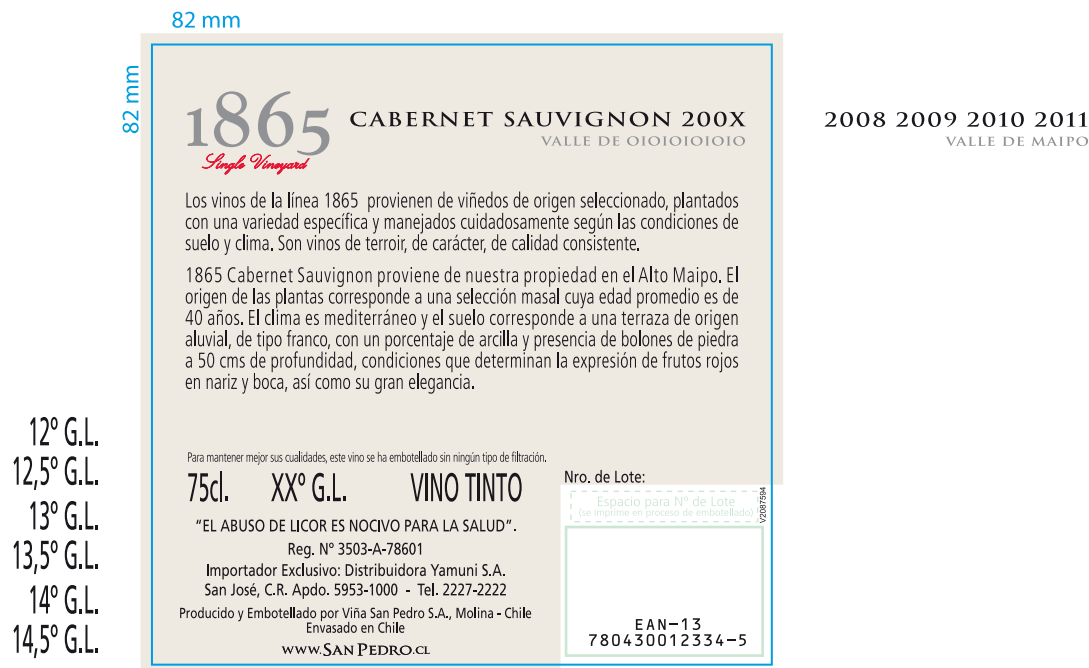 82 mm
82 mm
1865 CABERNET SAUVIGNON 200X
VALLE DE OIOIOIOIOIO
Single Vineyard
2008 2009 2010 2011
VALLE DE MAIPO
Los vinos de la línea 1865 provienen de viñedos de origen seleccionado, plantados
con una variedad específica y manejados cuidadosamente según las condiciones de
suelo y clima. Son vinos de terroir, de carácter, de calidad consistente.
1865 Cabernet Sauvignon proviene de nuestra propiedad en el Alto Maipo. El
origen de las plantas corresponde a una selección masal cuya edad promedio es de
40 años. El clima es mediterráneo y el suelo corresponde a una terraza de origen
aluvial, de tipo franco, con un porcentaje de arcilla y presencia de bolones de piedra
a 50 cms de profundidad, condiciones que determinan la expresión de frutos rojos
en nariz y boca, así como su gran elegancia.
12º G.L.
12,5º G.L.
13º G.L.
13,5º G.L.
14º G.L.
14,5º G.L.
Para mantener mejor sus cualidades, este vino se ha embotellado sin ningún tipo de filtración.
75cl. XXº G.L. VINO TINTO
"EL ABUSO DE LICOR ES NOCIVO PARA LA SALUD".
Reg. Nº 3503-A-78601
Importador Exclusivo: Distribuidora Yamuni S.A.
San José, C.R. Apdo. 5953-1000 - Tel. 2227-2222
Producido y Embotellado por Viña San Pedro S.A., Molina - Chile
Envasado en Chile
WWW.SAN PEDRO.CL
Nro. de Lote:
Espacio para Nº de Lote
(se imprime en proceso de embotellado)
V2087594
EAN-13
780430012334-5